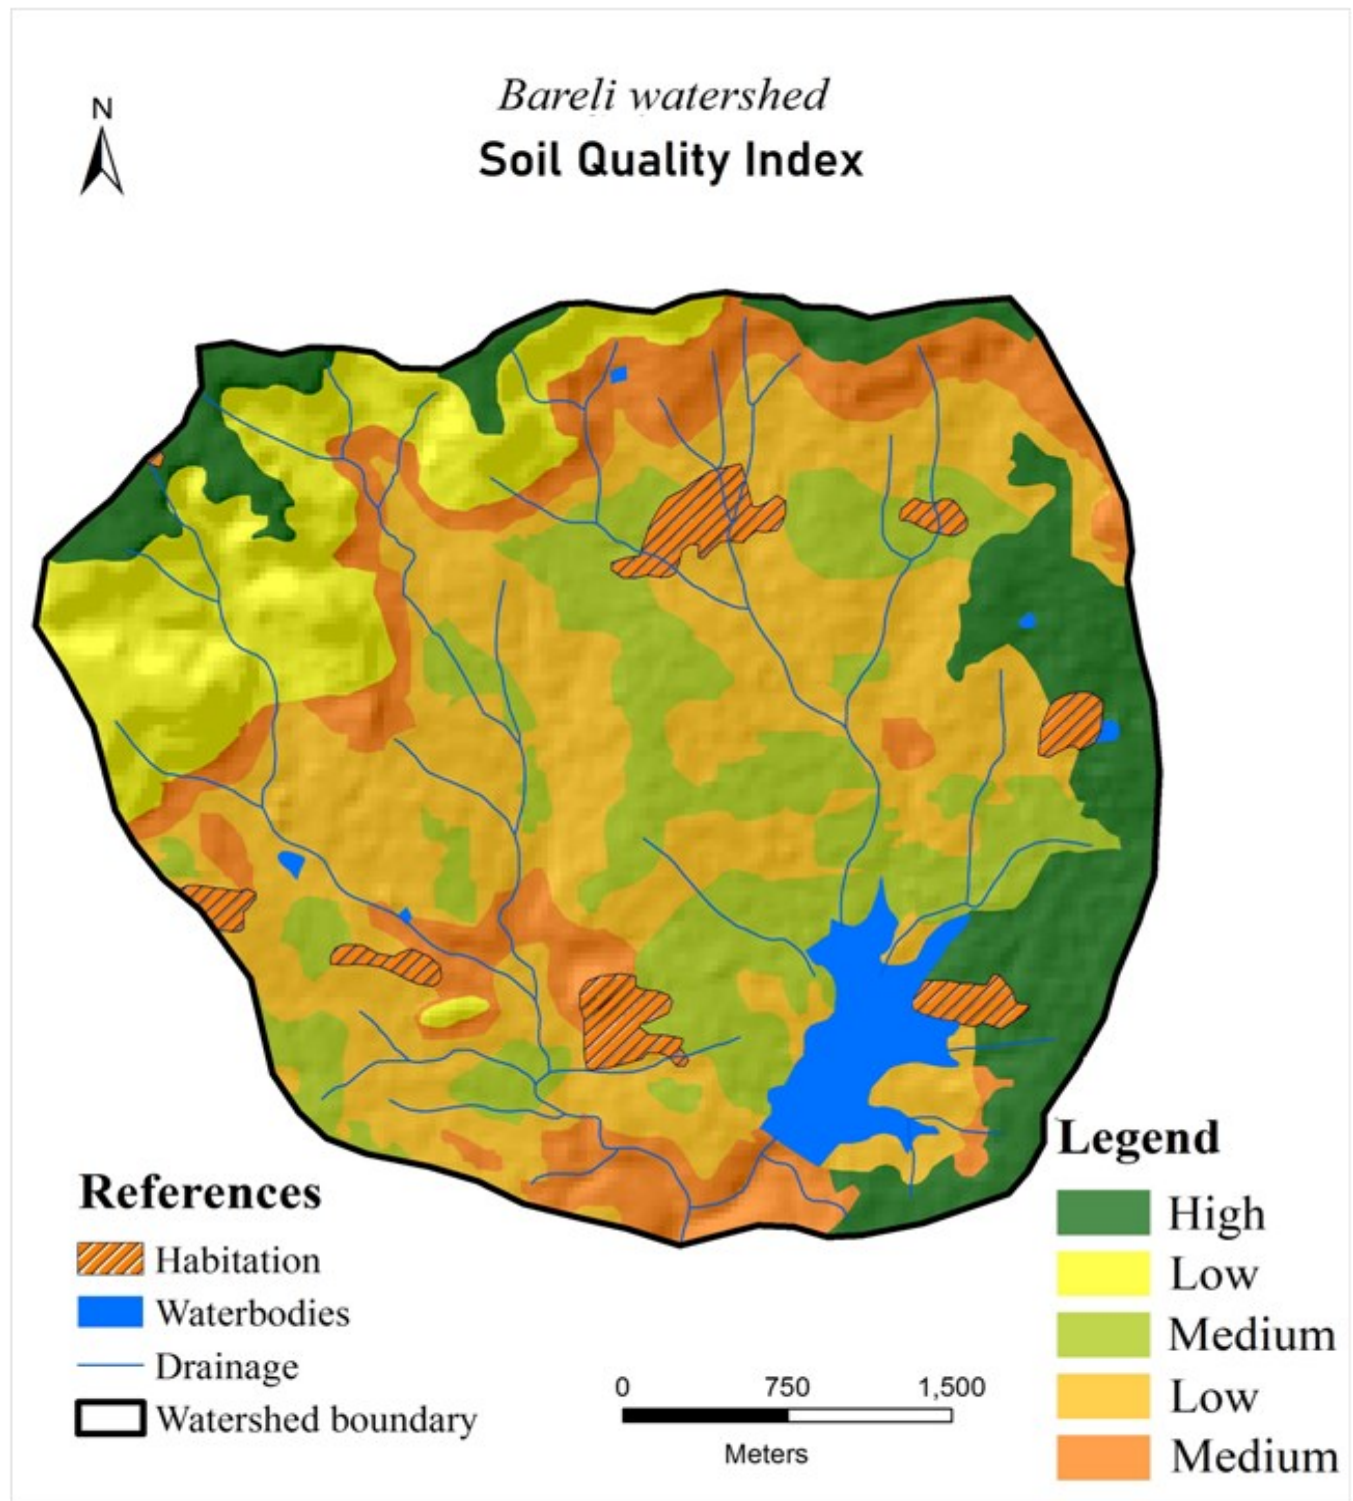 N
Bareli watershed
Soil Quality Index
References
Habitation
Waterbodies
Drainage
Watershed boundary
0 750 1,500
Meters
Legend
High
Low
Medium
Low
Medium